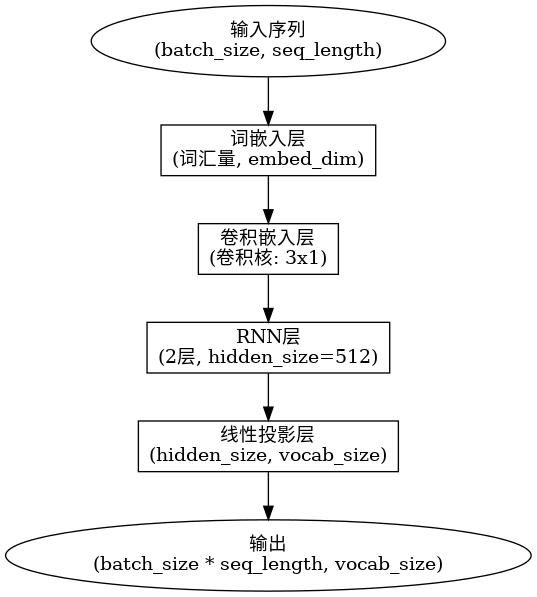 输入序列
(batch_size, seq_length)
词嵌入层
(词汇量, embed_dim)
卷积嵌入层
(卷积核: 3x1)
RNN层
(2层, hidden_size=512)
线性投影层
(hidden_size, vocab_size)
输出
(batch_size * seq_length, vocab_size)